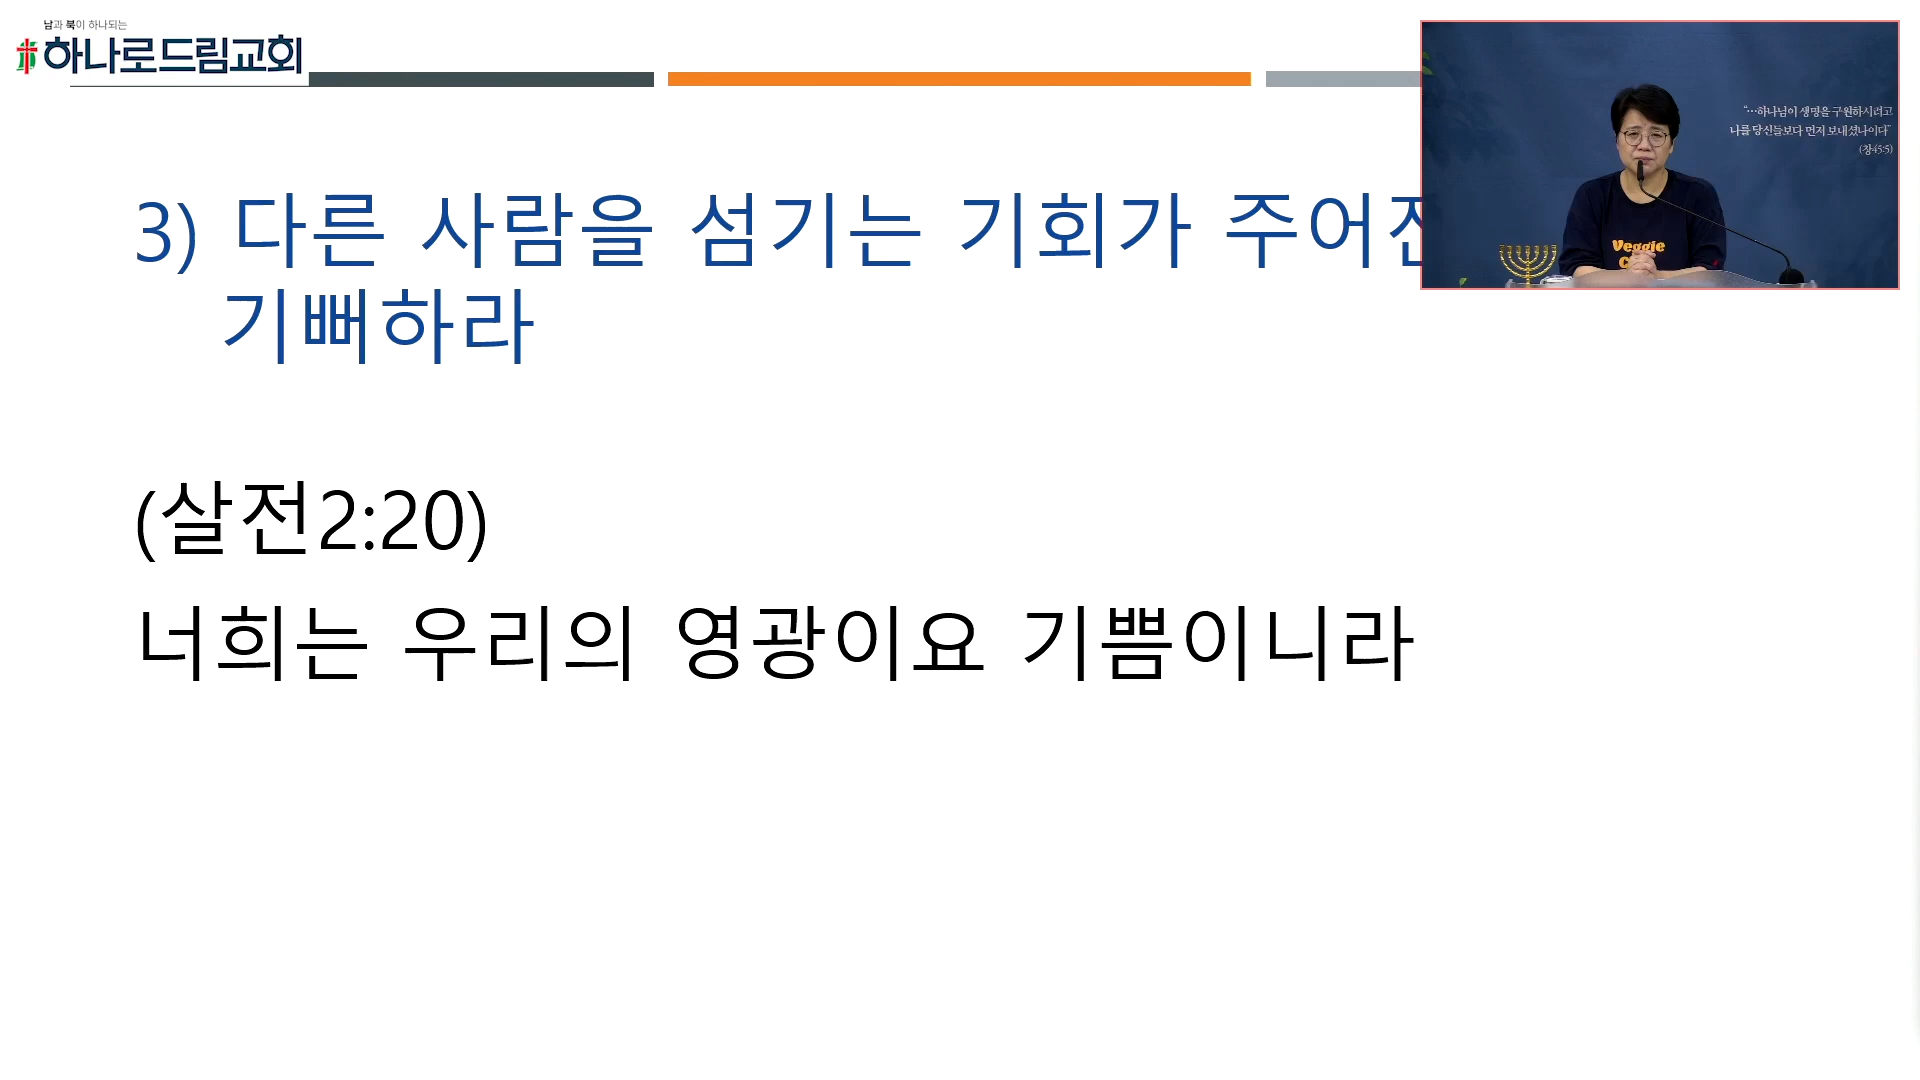 남과 북이 하나되는
하나로드림교회
3) 다른 사람을 섬기는 기회가 주어진
기뻐하라
(살전2:20)
너희는 우리의 영광이요 기쁨이니라
“…하나님이 생명을 구원하시려고
나를 당신들보다 먼저 보내셨나이다”
(창45:5)
Veggie